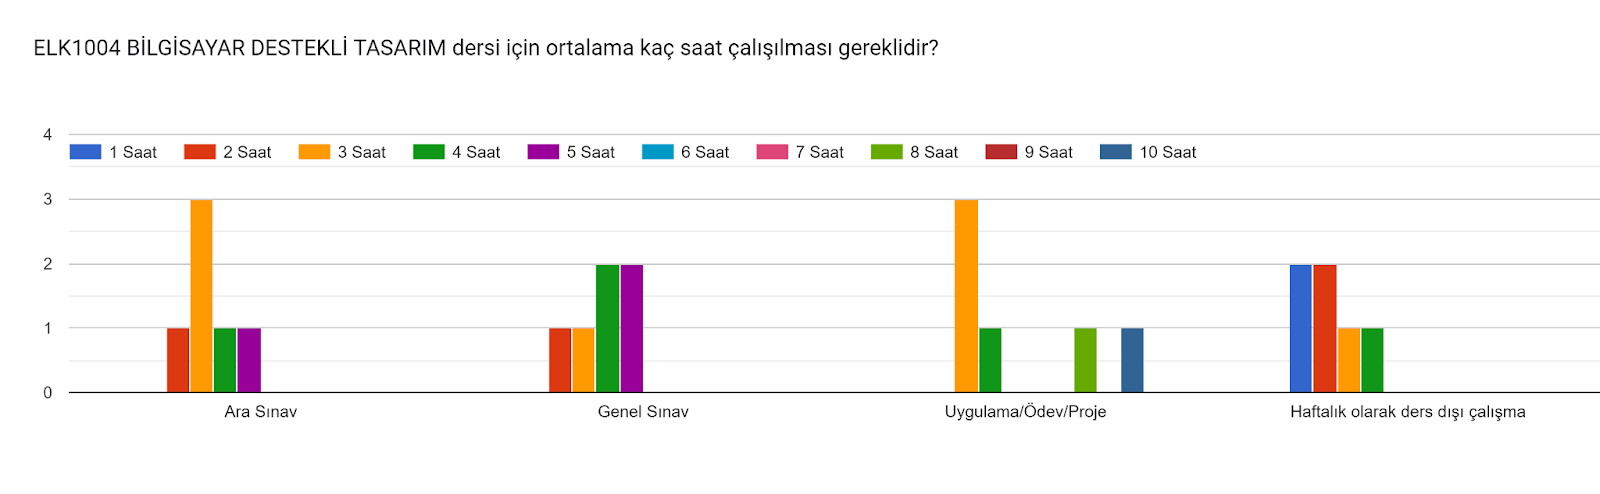 ELK1004 BİLGİSAYAR DESTEKLİ TASARIM dersi için ortalama kaç saat çalışılması gereklidir?
4
1 Saat 2 Saat 3 Saat 4 Saat 5 Saat 6 Saat 7 Saat 8 Saat 9 Saat 10 Saat
3
2
1
0
Ara Sınav Genel Sınav Uygulama/Ödev/Proje Haftalık olarak ders dışı çalışma